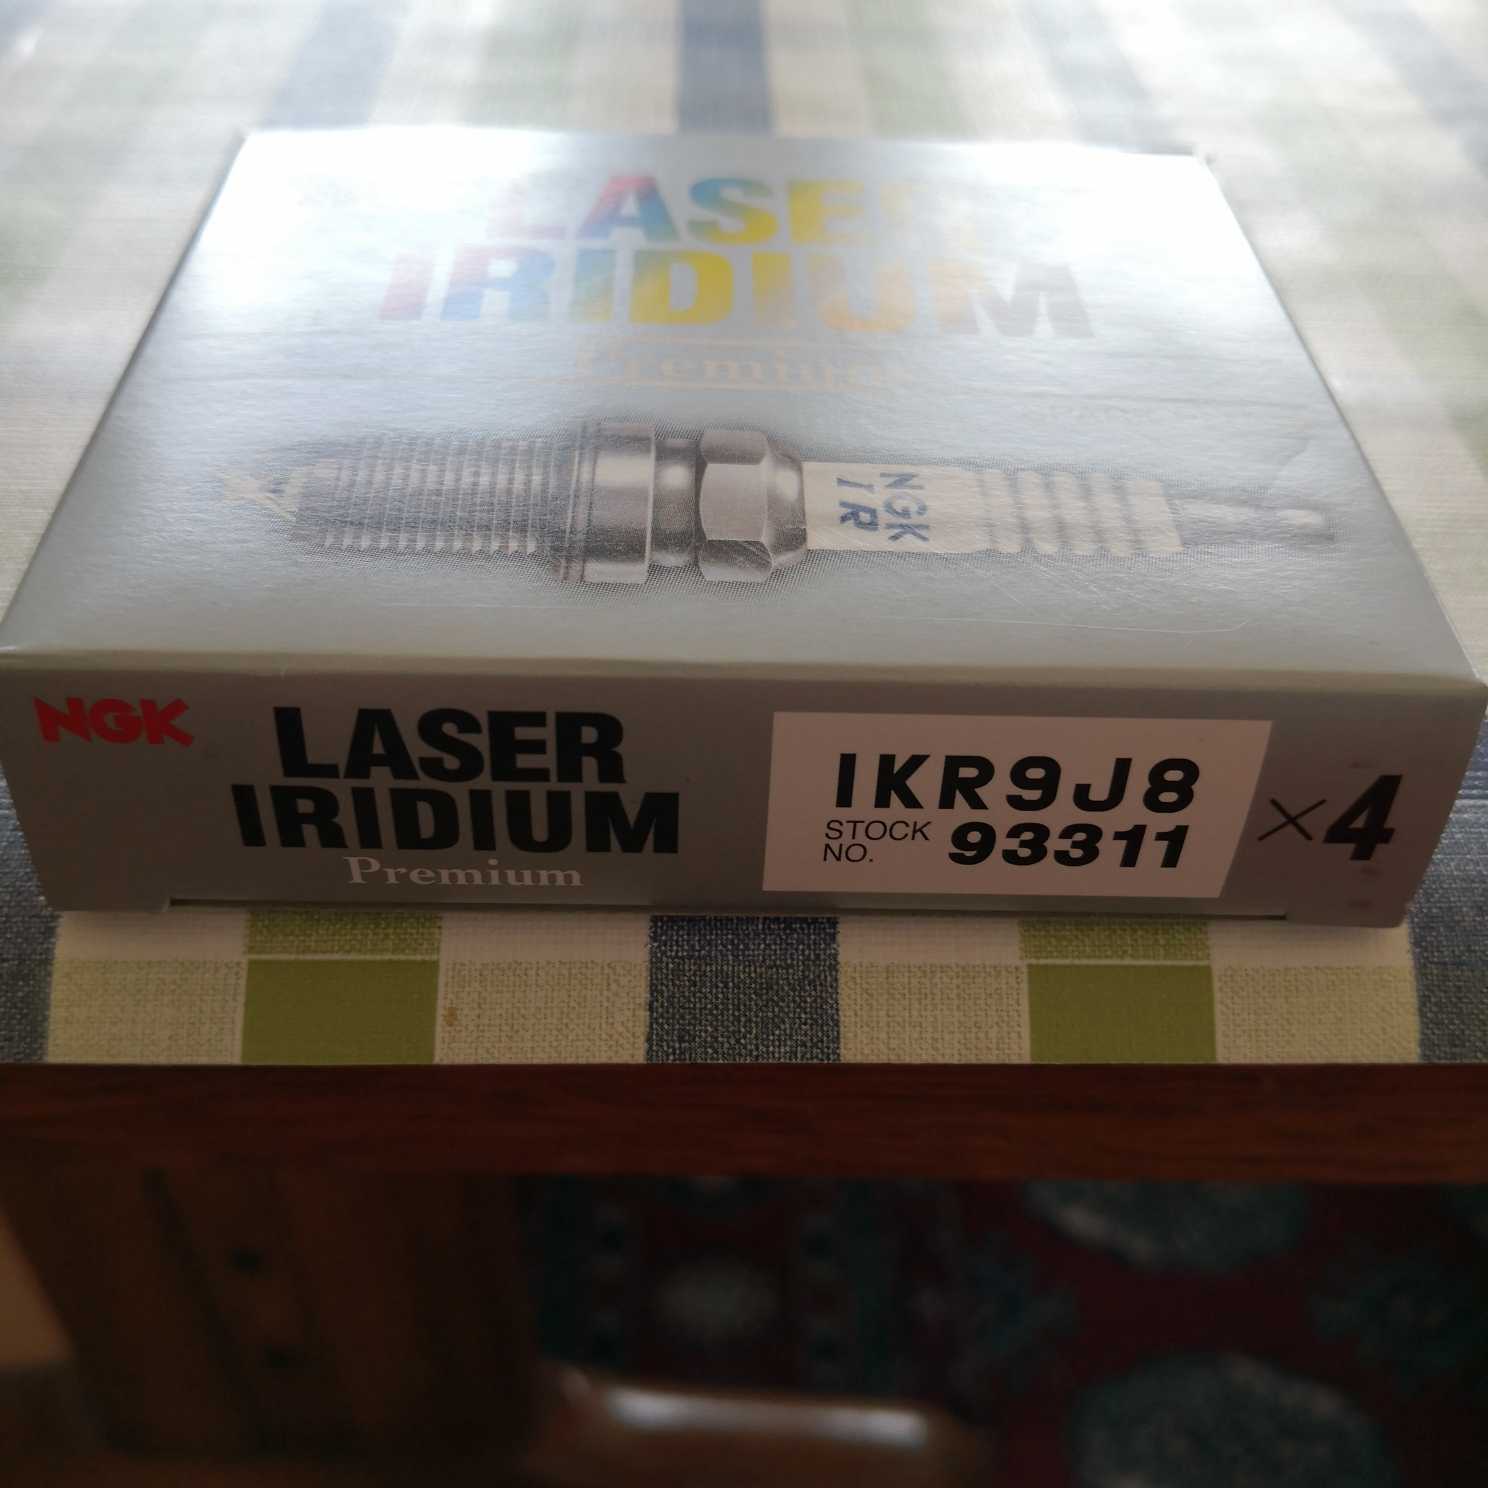 LASER
IRIDIUM
Premium
NGK
IR
NGK
LASER
IRIDIUM
Premium
IKR9J8
STOCK NO. 93311
×4